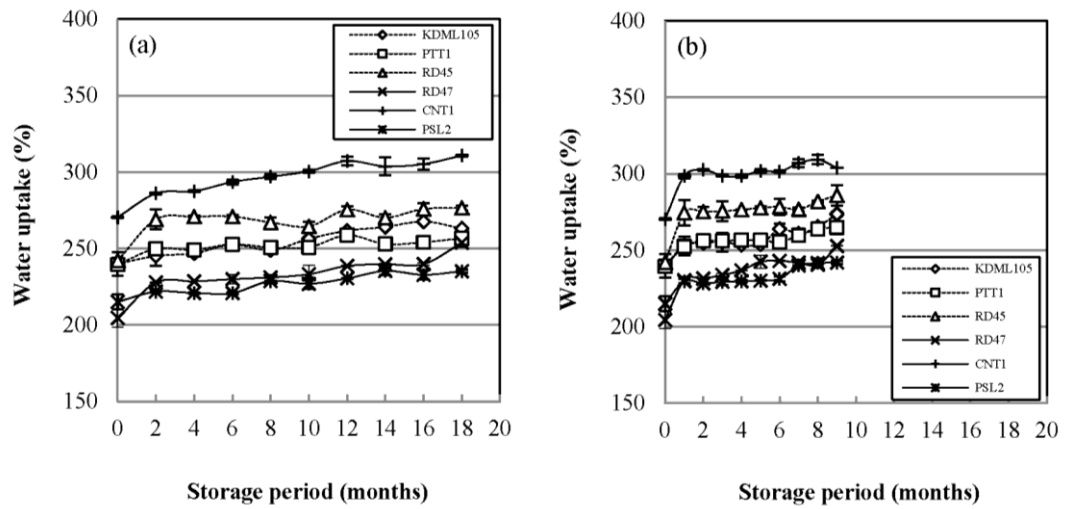 (a)
KDML105
PTT1
RD45
RD47
CNT1
PSL2
400
350
300
250
200
150
Water uptake (%)
0 2 4 6 8 10 12 14 16 18 20
Storage period (months)
(b)
KDML105
PTT1
RD45
RD47
CNT1
PSL2
400
350
300
250
200
150
Water uptake (%)
0 2 4 6 8 10 12 14 16 18 20
Storage period (months)